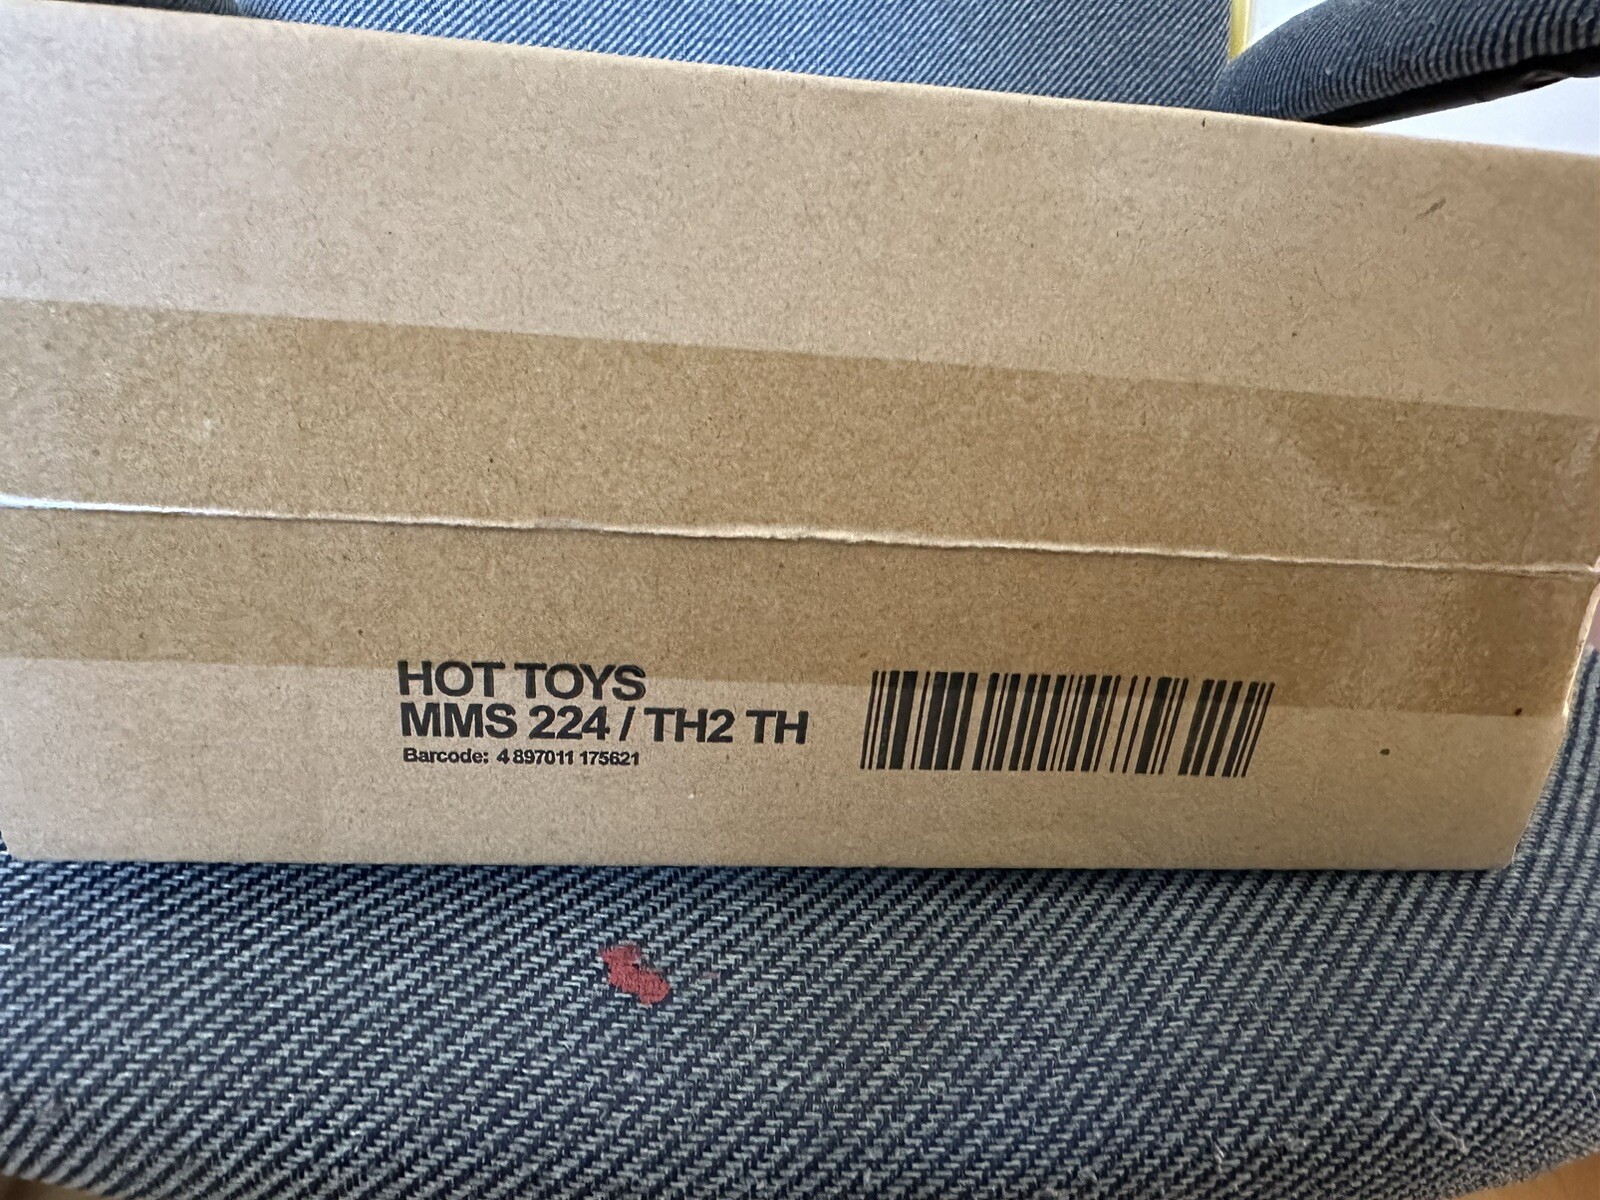 HOT TOYS
MMS 224 / TH2 TH
Barcode: 4 897011 175621